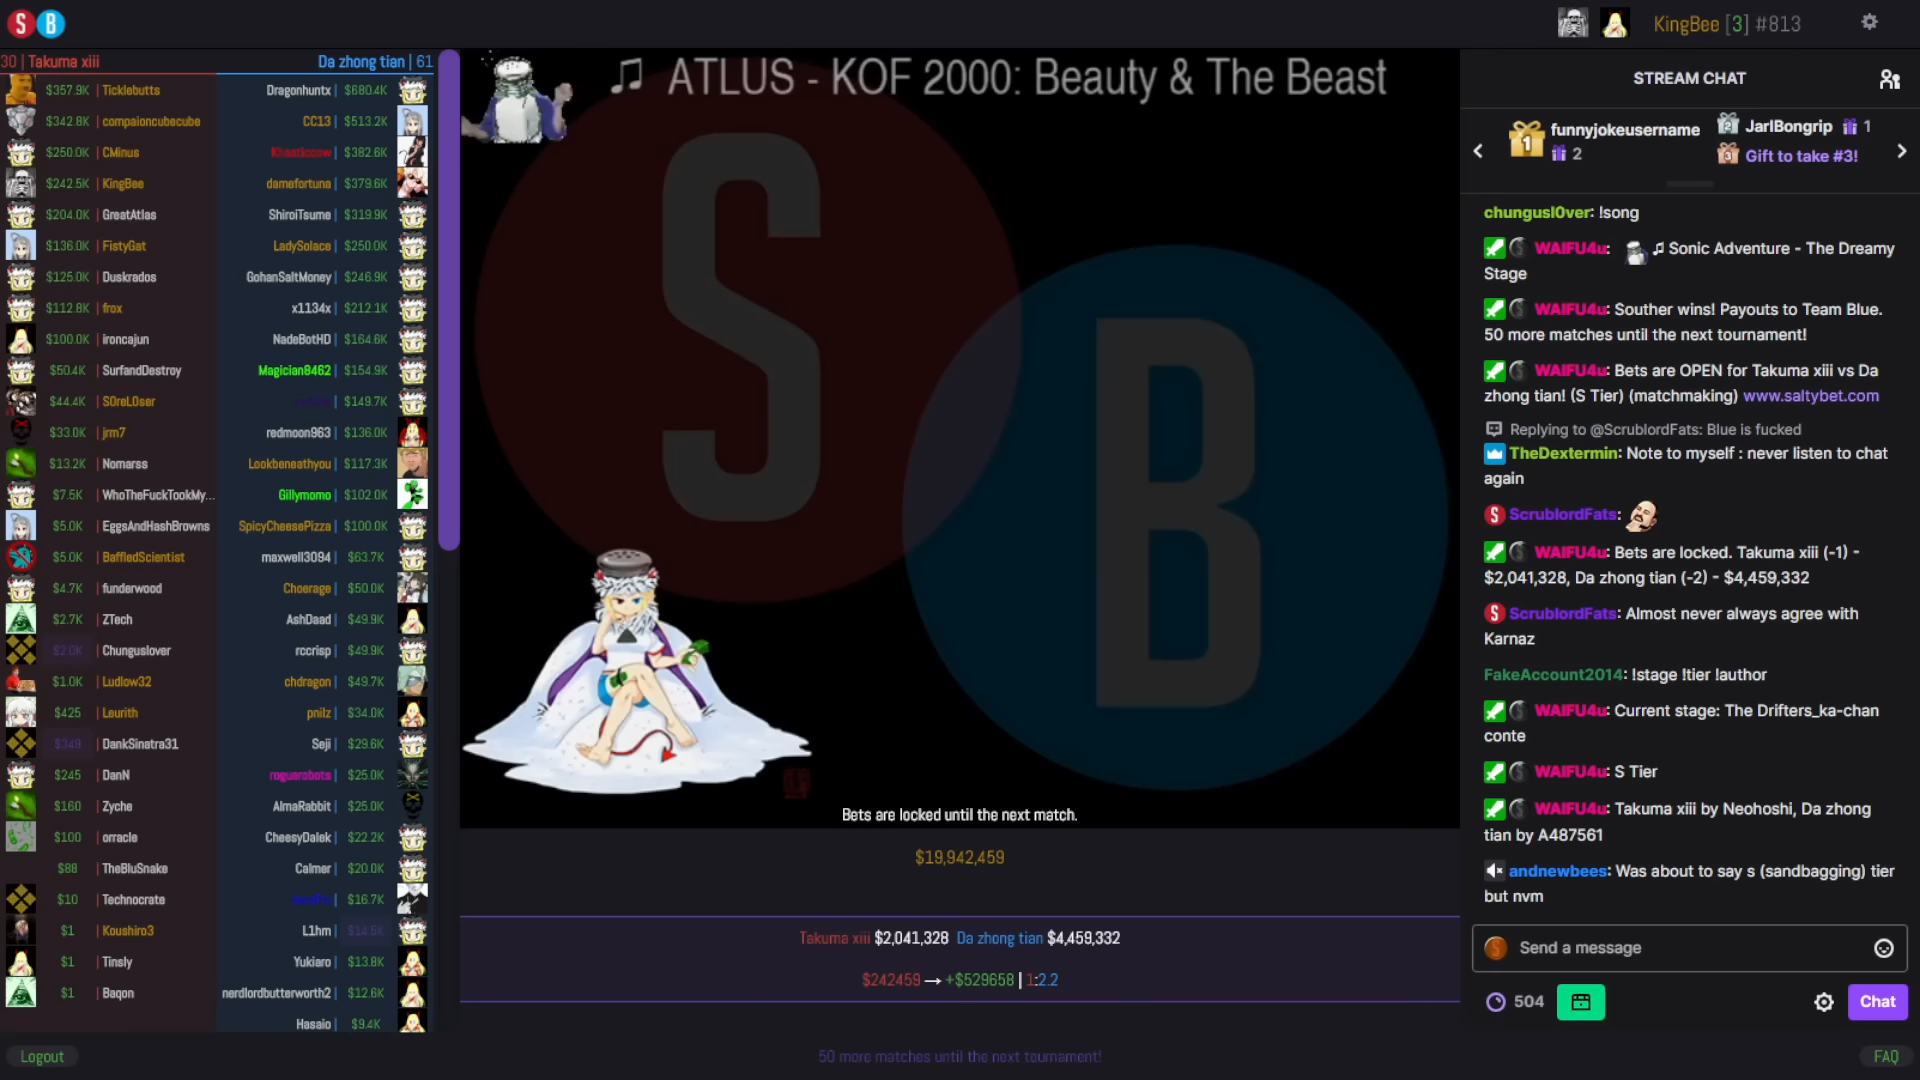 S B
KingBee [3] #813
30 | Takuma xiii
Da zhong tian | 61
$357.9K | Ticklebutts
$342.8K | compaioncubecube
$250.0K | CMinus
$242.5K | KingBee
$204.0K | GreatAtlas
$136.0K | FistyGat
$125.0K | Duskrados
$112.8K | frox
$100.0K | ironcajun
$50.4K | SurfandDestroy
$44.4K | S0reL0ser
$33.0K | jrm7
$13.2K | Nomarss
$7.5K | WhoTheFuckTookMy...
$5.0K | EggsAndHashBrowns
$5.0K | BaffledScientist
$4.7K | funderwood
$2.7K | ZTech
$2.0K | Chunguslover
$1.0K | Ludlow32
$425 | Leurith
$349 | DankSinatra31
$245 | DanN
$160 | Zyche
$100 | orracle
$88 | TheBluSnake
$10 | Technocrate
$1 | Koushiro3
$1 | Tinsly
$1 | Baqon
Dragonhuntx | $680.4K
CC13 | $513.2K
Khaoticcow | $382.6K
damefortuna | $379.6K
ShiroiTsume | $319.9K
LadySolace | $250.0K
GohanSaltMoney | $246.9K
x1134x | $212.1K
NadeBotHD | $164.6K
Magician8462 | $154.9K
| $149.7K
redmoon963 | $136.0K
Lookbeneathyou | $117.3K
Gillymomo | $102.0K
SpicyCheesePizza | $100.0K
maxwell3094 | $63.7K
Choerage | $50.0K
AshDaad | $49.9K
rccrisp | $49.9K
chdragon | $49.7K
pnilz | $34.0K
Seji | $29.6K
roguerobots | $25.0K
AlmaRabbit | $25.0K
CheesyDalek | $22.2K
Calmer | $20.0K
| $16.7K
L1hm | $14.5K
Yukiaro | $13.8K
nerdlordbutterworth2 | $12.6K
Hasaio | $9.4K
♫ ATLUS - KOF 2000: Beauty & The Beast
S
B
Bets are locked until the next match.
$19,942,459
Takuma xiii $2,041,328 Da zhong tian $4,459,332
$242459 → +$529658 | 1:2.2
50 more matches until the next tournament!
Logout
FAQ
STREAM CHAT
1 funnyjokeusername
2
2 JarlBongrip 1
3 Gift to take #3!
chungusl0ver: !song
WAIFU4u: ♫ Sonic Adventure - The Dreamy
Stage
WAIFU4u: Souther wins! Payouts to Team Blue.
50 more matches until the next tournament!
WAIFU4u: Bets are OPEN for Takuma xiii vs Da
zhong tian! (S Tier) (matchmaking) www.saltybet.com
Replying to @ScrublordFats: Blue is fucked
TheDextermin: Note to myself : never listen to chat
again
ScrublordFats:
WAIFU4u: Bets are locked. Takuma xiii (-1) -
$2,041,328, Da zhong tian (-2) - $4,459,332
ScrublordFats: Almost never always agree with
Karnaz
FakeAccount2014: !stage !tier !author
WAIFU4u: Current stage: The Drifters_ka-chan
conte
WAIFU4u: S Tier
WAIFU4u: Takuma xiii by Neohoshi, Da zhong
tian by A487561
andnewbees: Was about to say s (sandbagging) tier
but nvm
Send a message
504
Chat